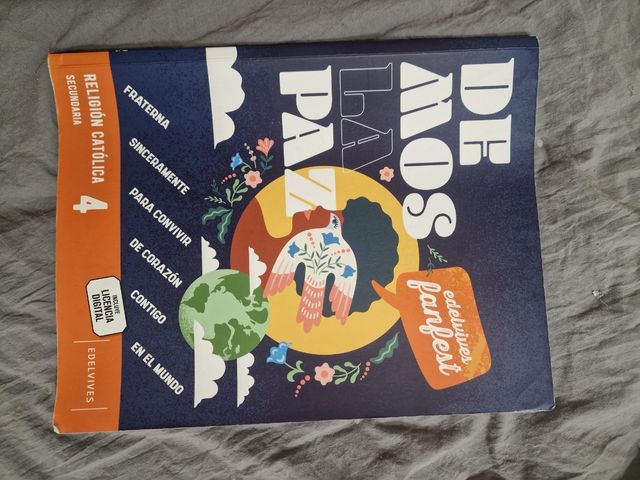 DE
MOS
LA
PAZ
edelvives
fanfest
FRATERNA
SINCERAMENTE
PARA CONVIVIR
DE CORAZÓN
CONTIGO
EN EL MUNDO
INCLUYE
LICENCIA
DIGITAL
RELIGIÓN CATÓLICA 4
SECUNDARIA
EDELVIVES